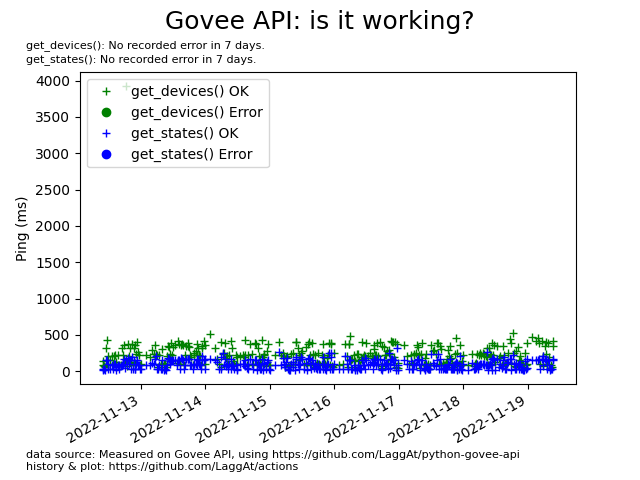 Govee API: is it working?
get_devices(): No recorded error in 7 days.
get_states(): No recorded error in 7 days.
4000
3500
3000
2500
2000
1500
1000
500
0
Ping (ms)
get_devices() OK
get_devices() Error
get_states() OK
get_states() Error
2022-11-13
2022-11-14
2022-11-15
2022-11-16
2022-11-17
2022-11-18
2022-11-19
data source: Measured on Govee API, using https://github.com/LaggAt/python-govee-api
history & plot: https://github.com/LaggAt/actions